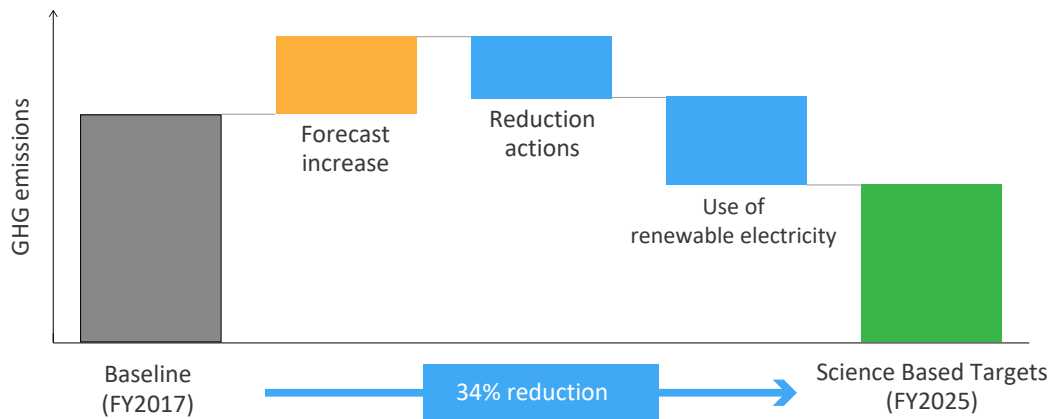 GHG emissions
Forecast
increase
Reduction
actions
Use of
renewable electricity
Baseline
(FY2017)
34% reduction
Science Based Targets
(FY2025)